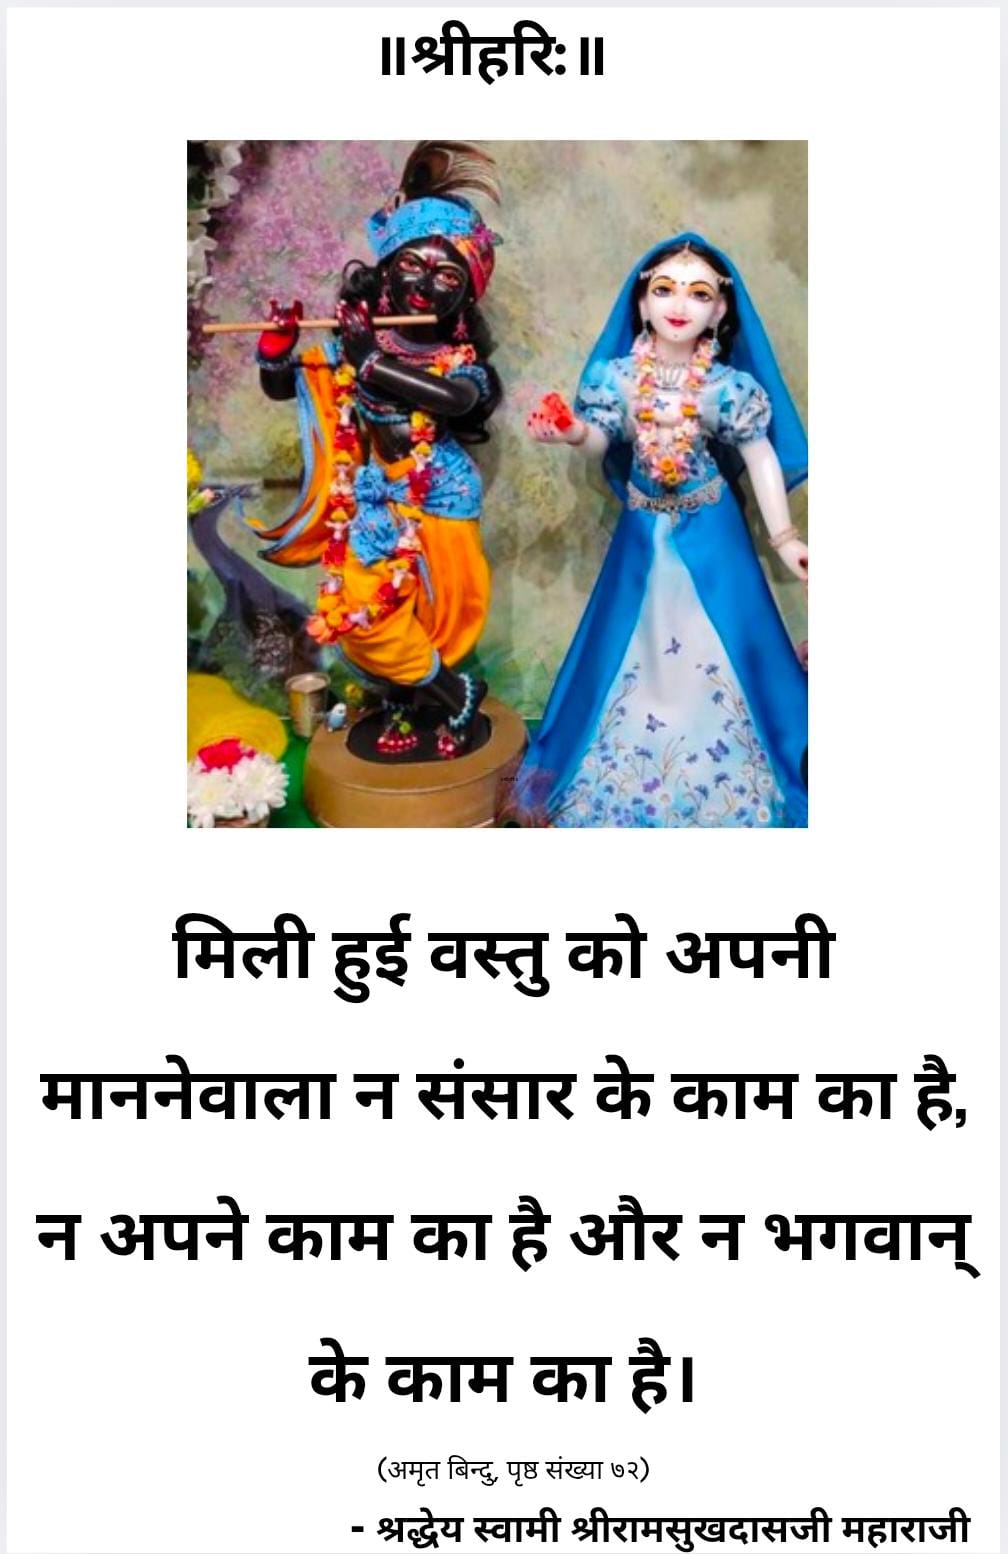 ॥श्रीहरिः॥
मिली हुई वस्तु को अपनी
माननेवाला न संसार के काम का है,
न अपने काम का है और न भगवान्
के काम का है।
(अमृत बिन्दु, पृष्ठ संख्या ७२)
- श्रद्धेय स्वामी श्रीरामसुखदासजी महाराजी